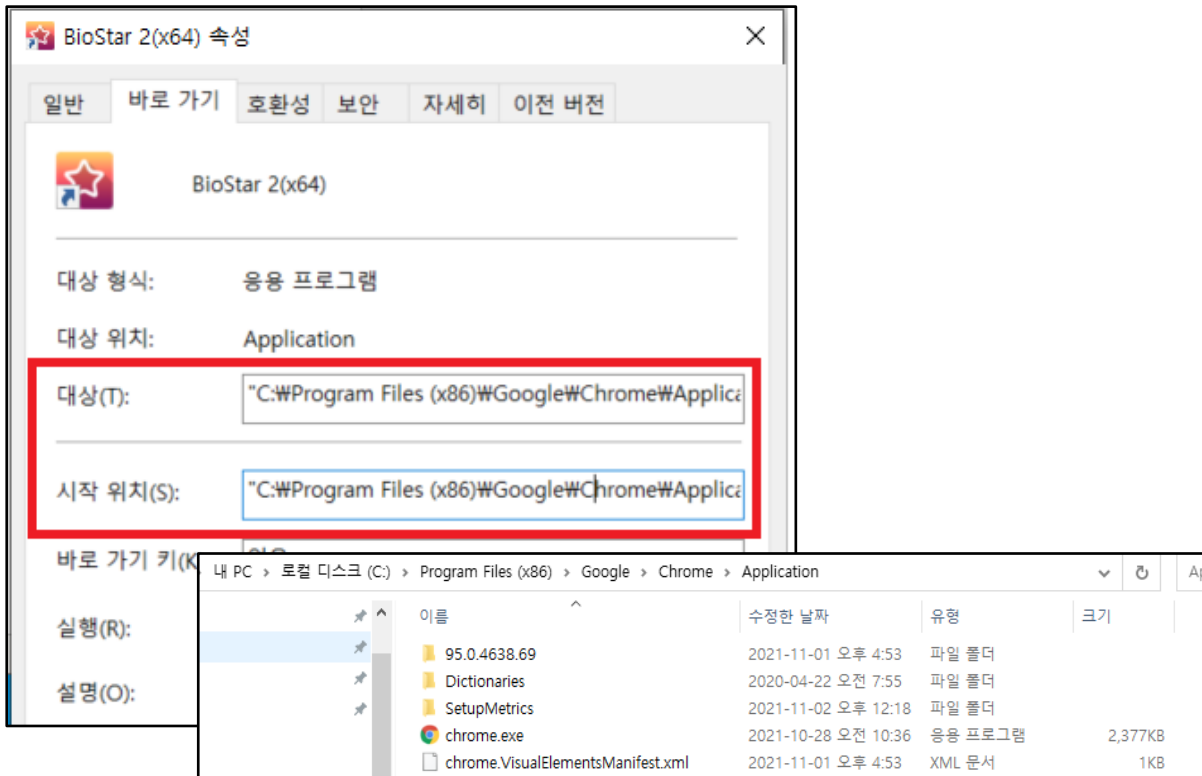 BioStar 2(x64) 속성
일반 바로 가기 호환성 보안 자세히 이전 버전
BioStar 2(x64)
대상 형식: 응용 프로그램
대상 위치: Application
대상(T): "C:₩Program Files (x86)₩Google₩Chrome₩Applica
시작 위치(S): "C:₩Program Files (x86)₩Google₩Chrome₩Applica
바로 가기 키(K
실행(R):
설명(O):
내 PC › 로컬 디스크 (C:) › Program Files (x86) › Google › Chrome › Application
이름 수정한 날짜 유형 크기
95.0.4638.69 2021-11-01 오후 4:53 파일 폴더
Dictionaries 2020-04-22 오전 7:55 파일 폴더
SetupMetrics 2021-11-02 오후 12:18 파일 폴더
chrome.exe 2021-10-28 오전 10:36 응용 프로그램 2,377KB
chrome.VisualElementsManifest.xml 2021-11-01 오후 4:53 XML 문서 1KB